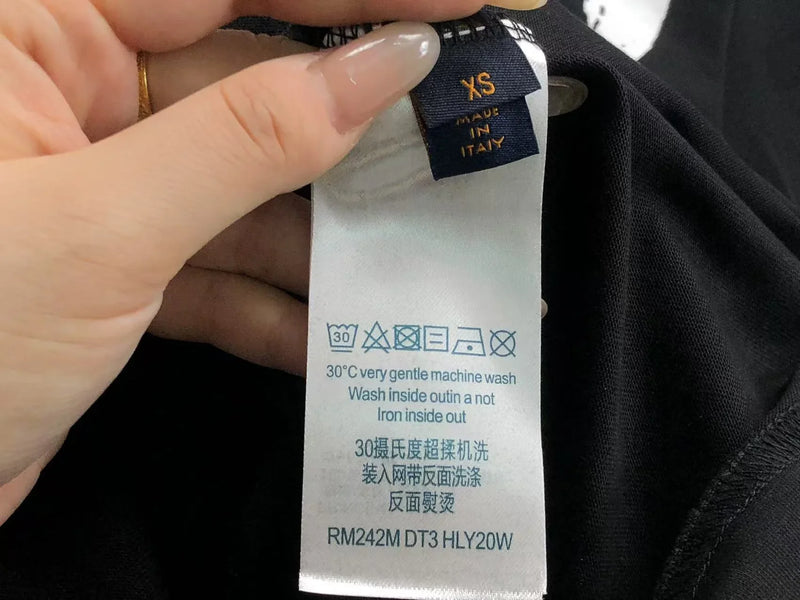 XS
MADE
IN
ITALY
30
30°C very gentle machine wash
Wash inside outin a not
Iron inside out
30摄氏度超揉机洗
装入网带反面洗涤
反面熨烫
RM242M DT3 HLY20W